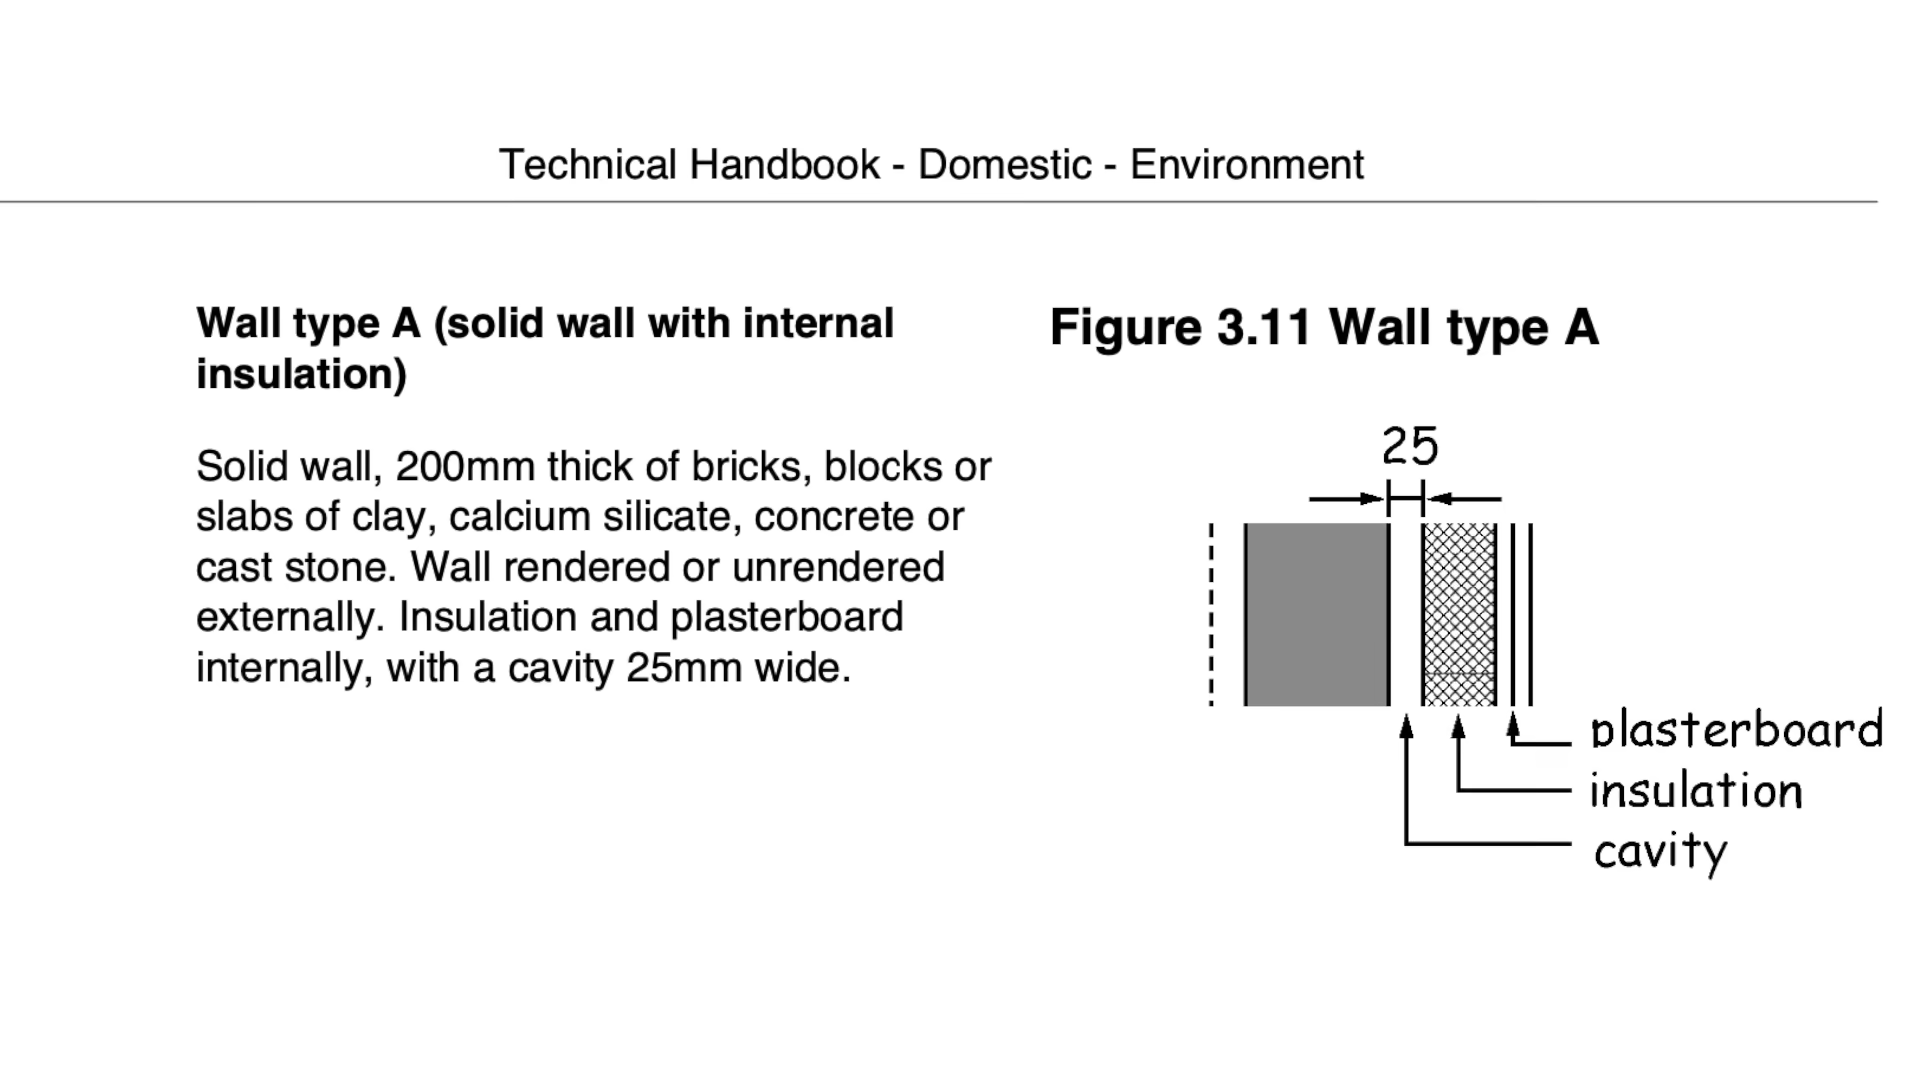 Technical Handbook - Domestic - Environment
Wall type A (solid wall with internal
insulation)
Solid wall, 200mm thick of bricks, blocks or
slabs of clay, calcium silicate, concrete or
cast stone. Wall rendered or unrendered
externally. Insulation and plasterboard
internally, with a cavity 25mm wide.
Figure 3.11 Wall type A
25
plasterboard
insulation
cavity